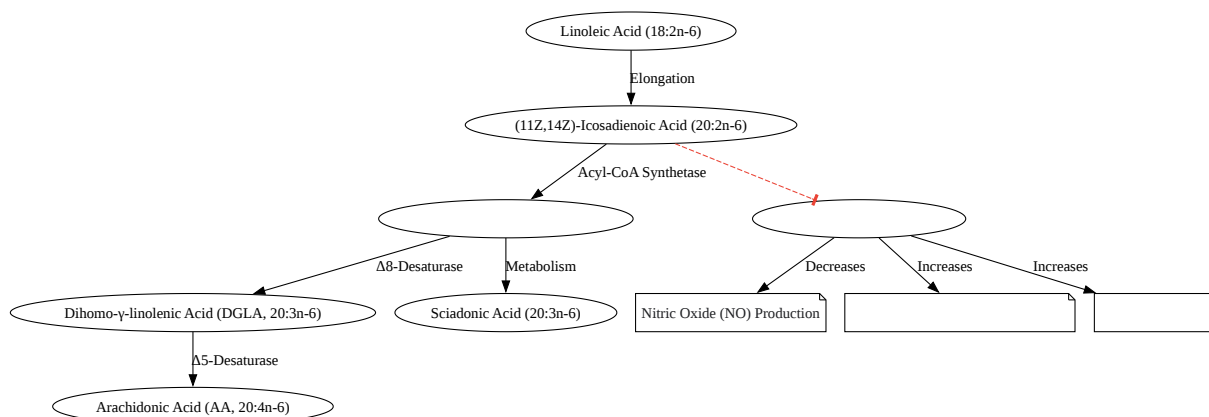 Linoleic Acid (18:2n-6)
Elongation
(11Z,14Z)-Icosadienoic Acid (20:2n-6)
Acyl-CoA Synthetase
Δ8-Desaturase
Metabolism
Decreases
Increases
Increases
Dihomo-γ-linolenic Acid (DGLA, 20:3n-6)
Sciadonic Acid (20:3n-6)
Nitric Oxide (NO) Production
Δ5-Desaturase
Arachidonic Acid (AA, 20:4n-6)